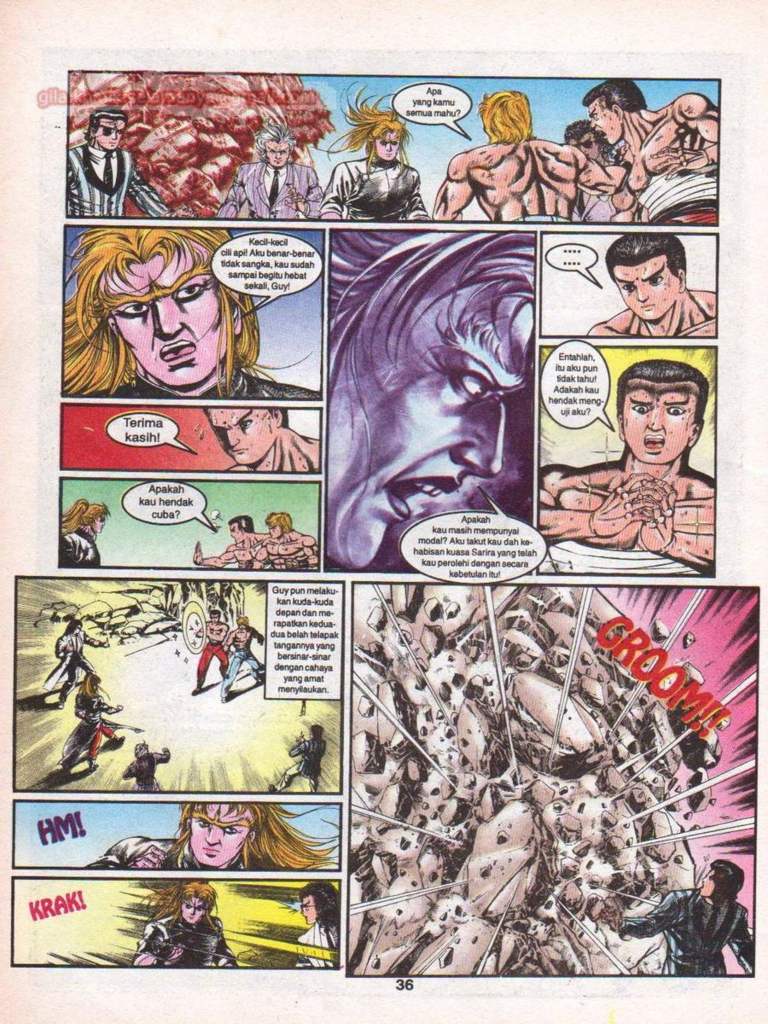 Apa
yang kamu
semua mahu?
Kecil-kecil
cili api! Aku benar-benar
tidak sangka, kau sudah
sampai begitu hebat
sekali, Guy!
....
....
Entahlah,
itu aku pun
tidak tahu!
Adakah kau
hendak meng-
uji aku?
Terima
kasih!
Apakah
kau hendak
cuba?
Apakah
kau masih mempunyai
modal? Aku takut kau dah ke-
habisan kuasa Sarira yang telah
kau perolehi dengan secara
kebetulan itu!
Guy pun melaku-
kan kuda-kuda
depan dan me-
rapatkan kedua-
dua belah telapak
tangannya yang
bersinar-sinar
dengan cahaya
yang amat
menyilaukan.
GROOM!!
HM!
KRAK!
36